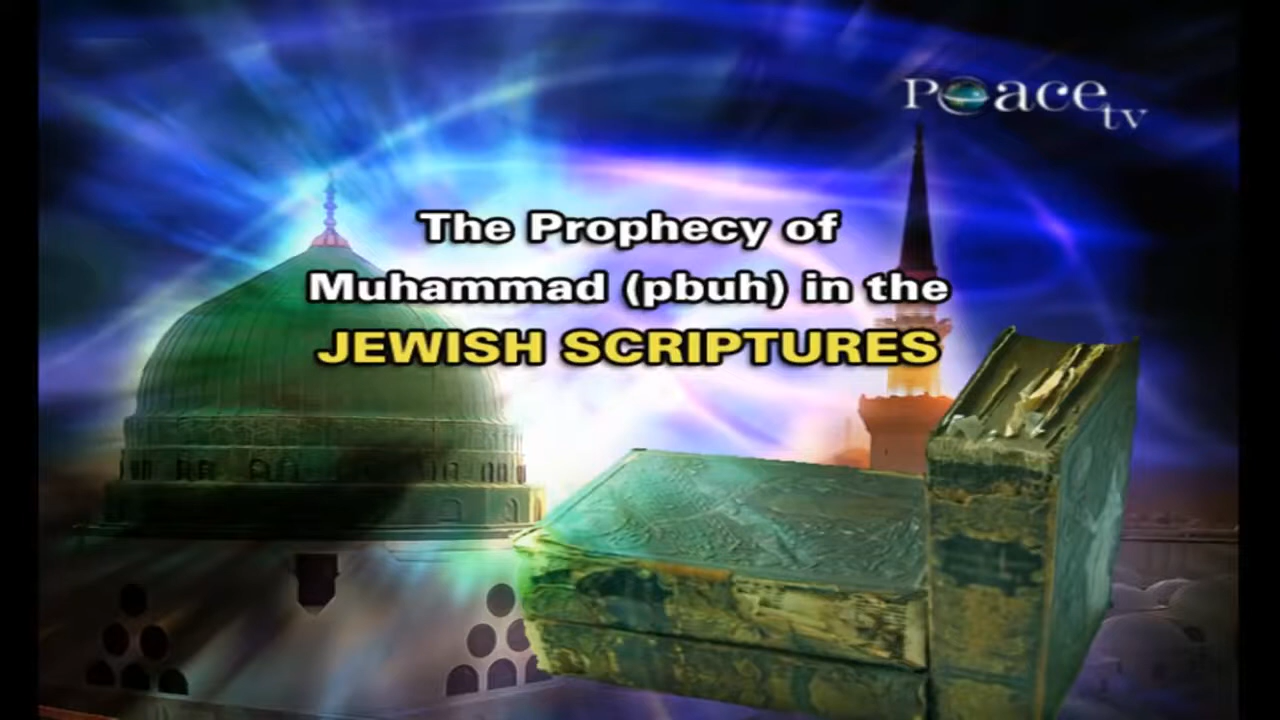 Peace
tv
The Prophecy of
Muhammad (pbuh) in the
JEWISH SCRIPTURES